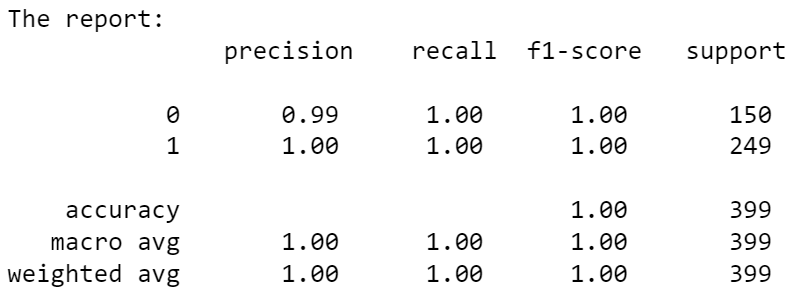 The report:
precision recall f1-score support
0 0.99 1.00 1.00 150
1 1.00 1.00 1.00 249
accuracy 1.00 399
macro avg 1.00 1.00 1.00 399
weighted avg 1.00 1.00 1.00 399